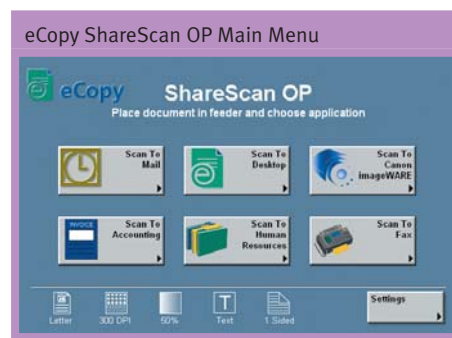 eCopy ShareScan OP Main Menu
eCopy
ShareScan OP
Place document in feeder and choose application
Scan To
Mail
Scan To
Desktop
Scan To
Canon
imageWARE
INVOICE
Scan To
Accounting
Scan To
Human
Resources
Scan To
Fax
Letter
300 DPI
50%
T
Text
1 Sided
Settings